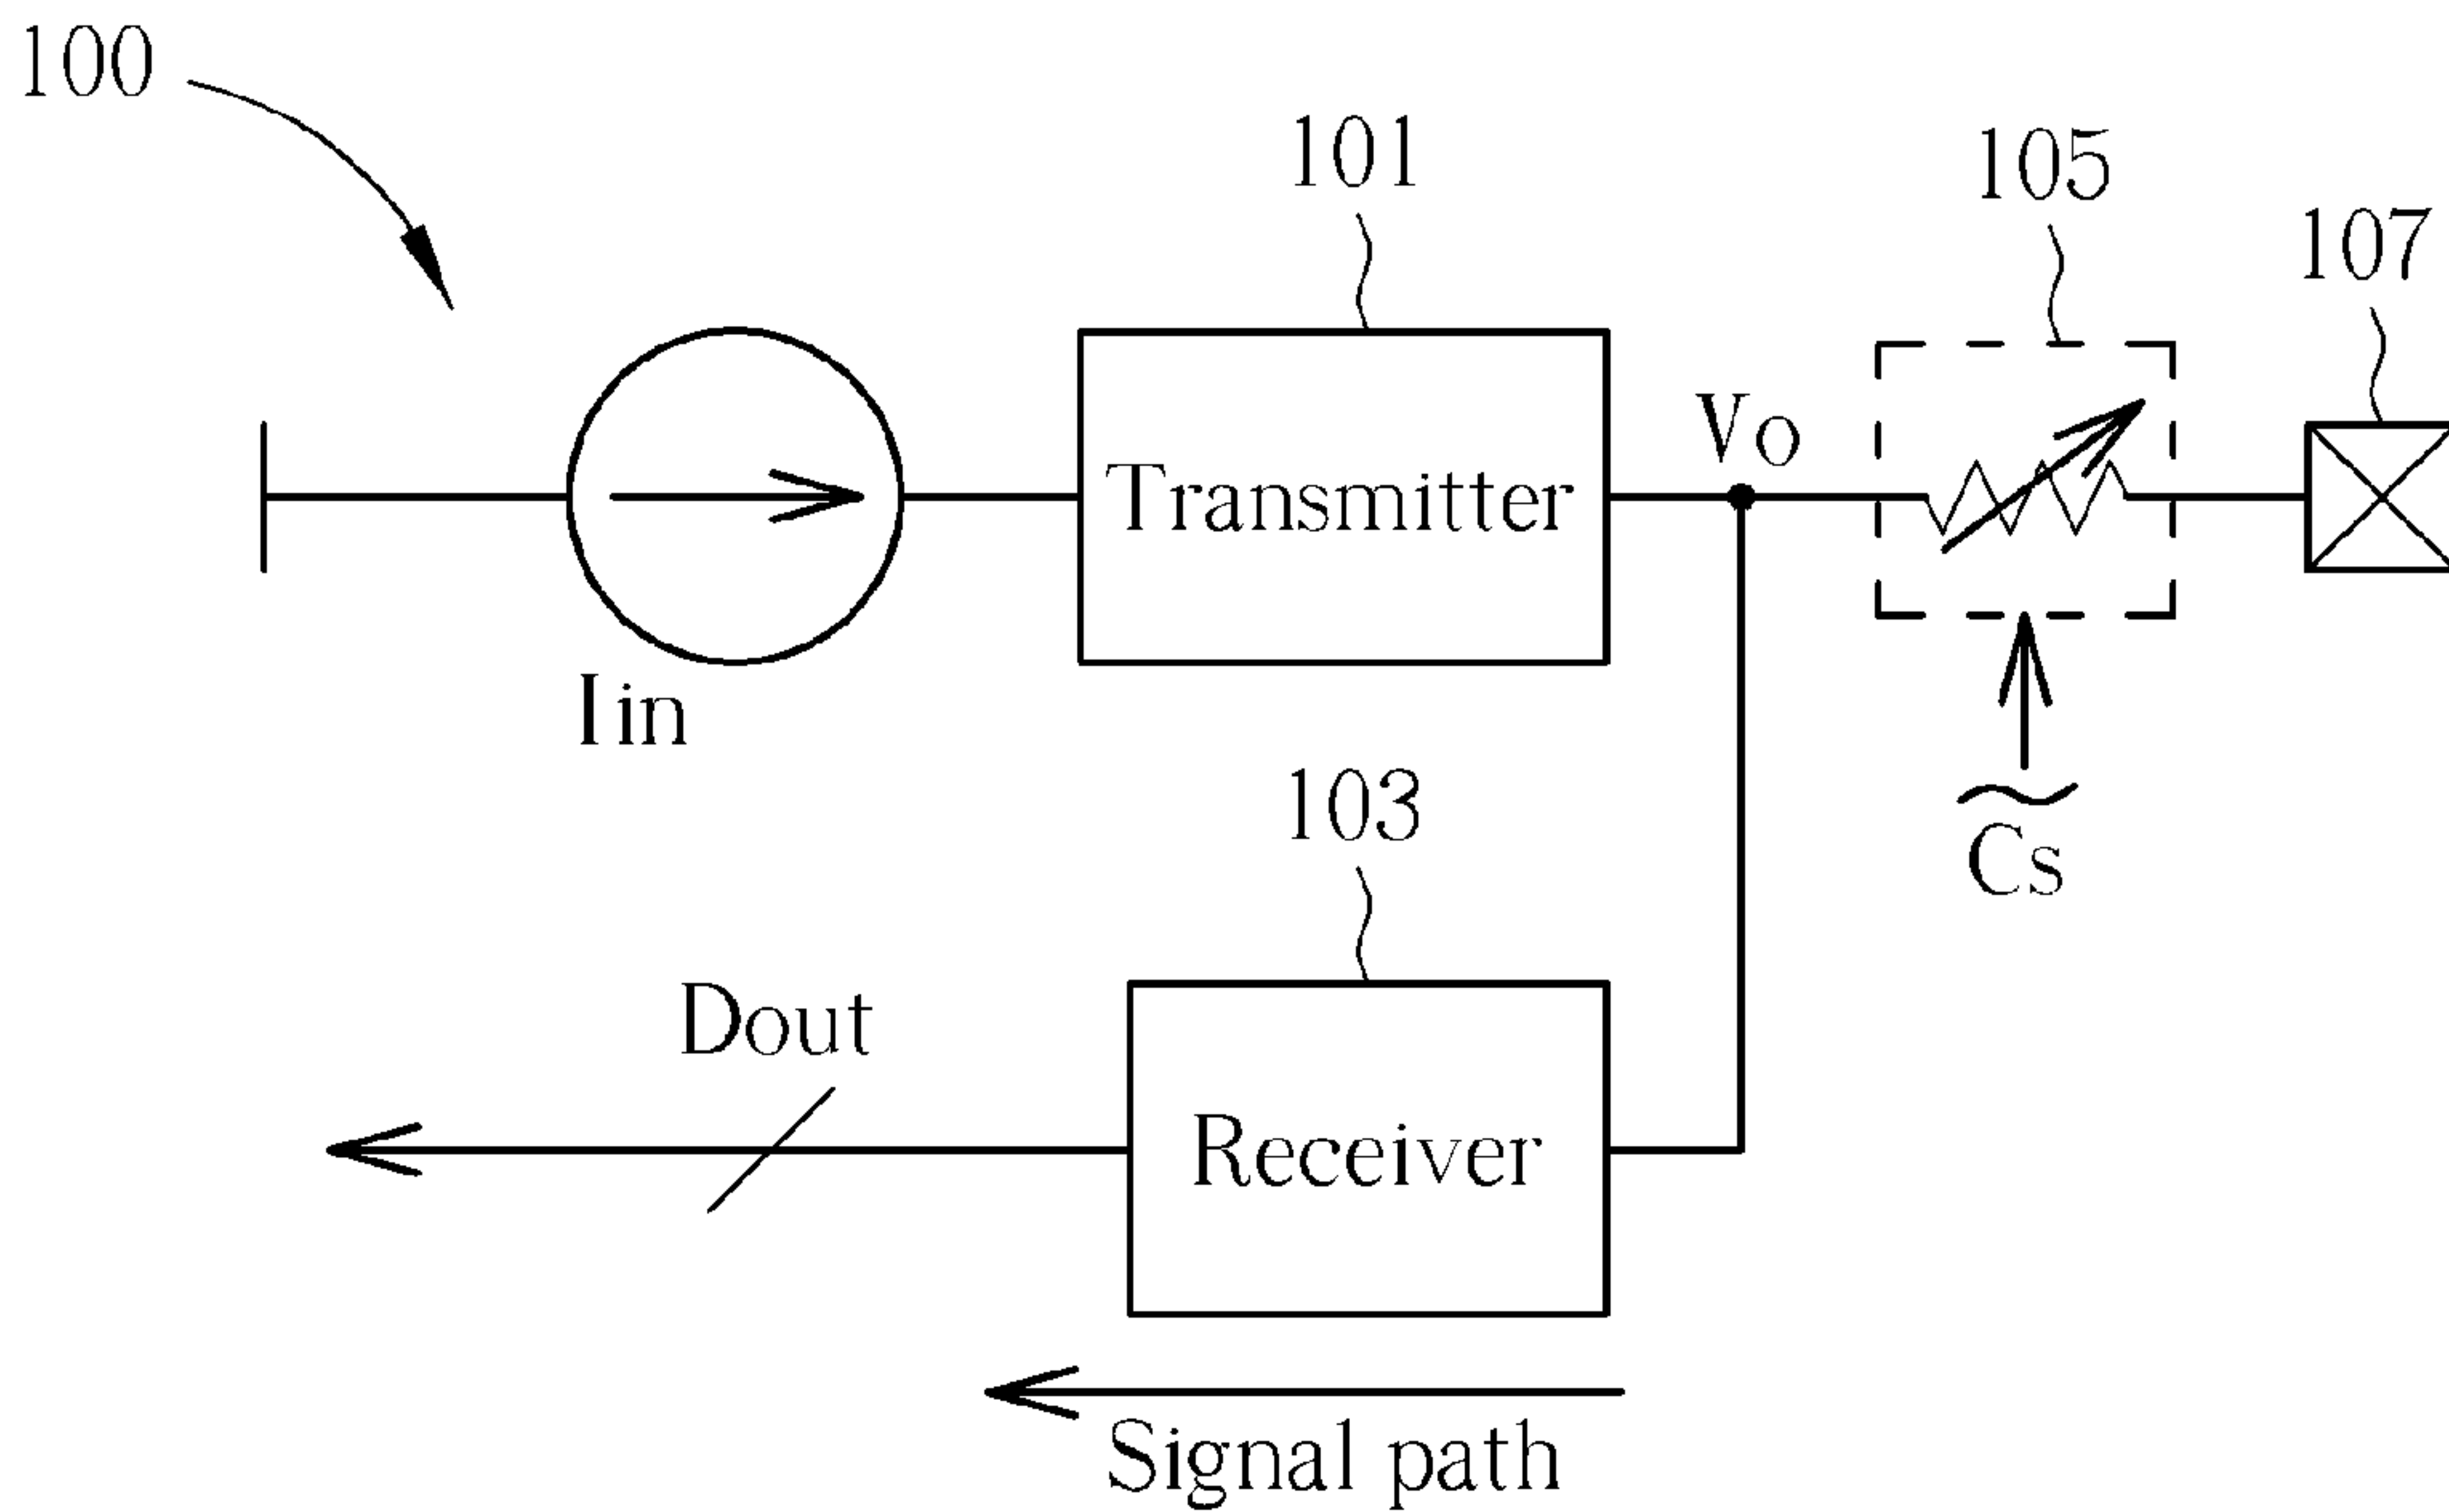 100
101
105
107
Vo
Transmitter
Iin
103
Cs
Dout
Receiver
Signal path